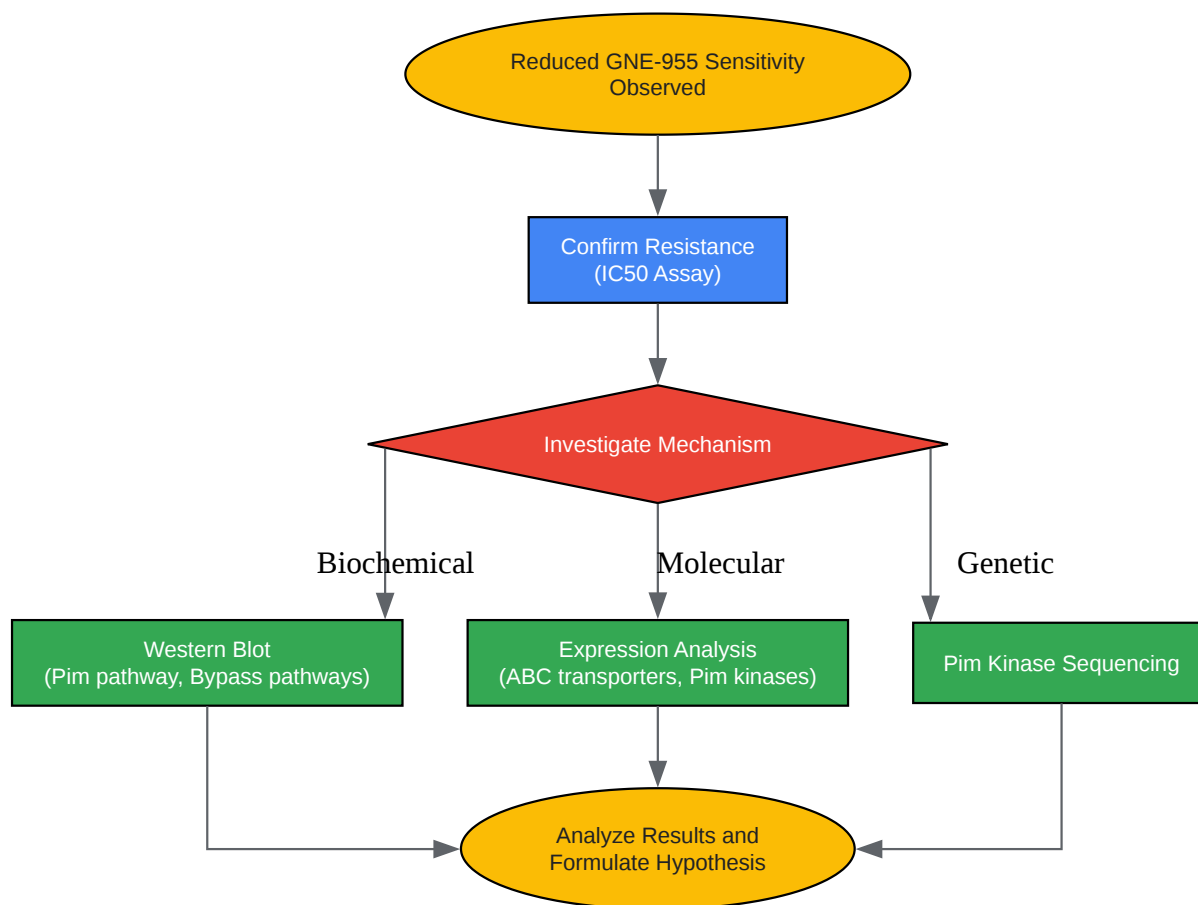 Reduced GNE-955 Sensitivity
Observed
Confirm Resistance
(IC50 Assay)
Investigate Mechanism
Biochemical
Molecular
Genetic
Western Blot
(Pim pathway, Bypass pathways)
Expression Analysis
(ABC transporters, Pim kinases)
Pim Kinase Sequencing
Analyze Results and
Formulate Hypothesis